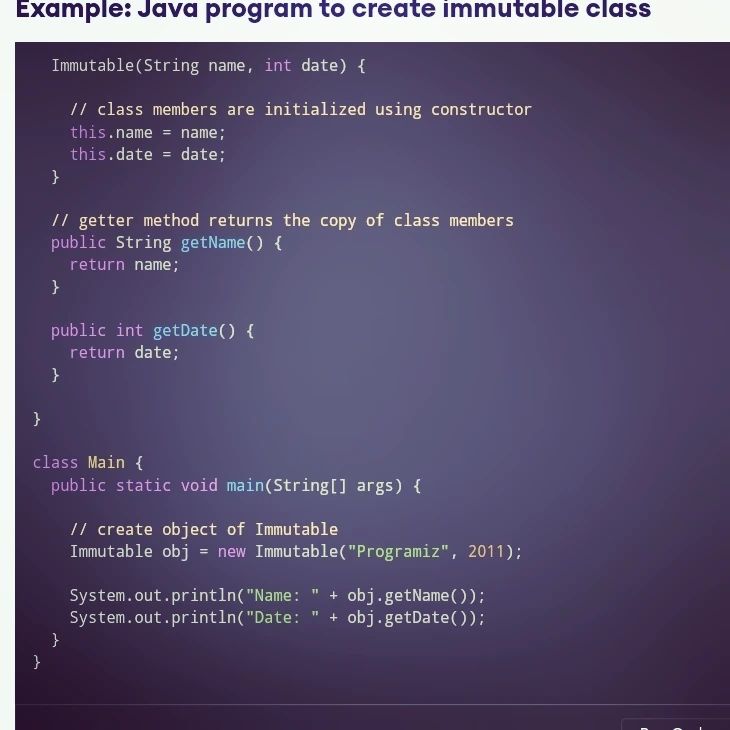 Example: Java program to create immutable class
Immutable(String name, int date) {
// class members are initialized using constructor
this.name = name;
this.date = date;
}
// getter method returns the copy of class members
public String getName() {
return name;
}
public int getDate() {
return date;
}
}
class Main {
public static void main(String[] args) {
// create object of Immutable
Immutable obj = new Immutable("Programiz", 2011);
System.out.println("Name: " + obj.getName());
System.out.println("Date: " + obj.getDate());
}
}